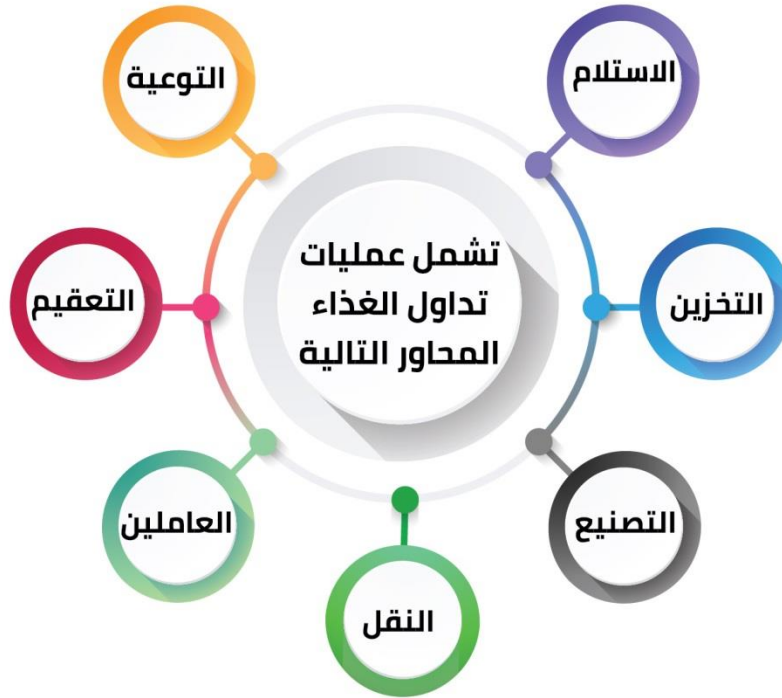 تشمل عمليات
تداول الغذاء
المحاور التالية
الاستلام
التخزين
التصنيع
النقل
العاملين
التعقيم
التوعية